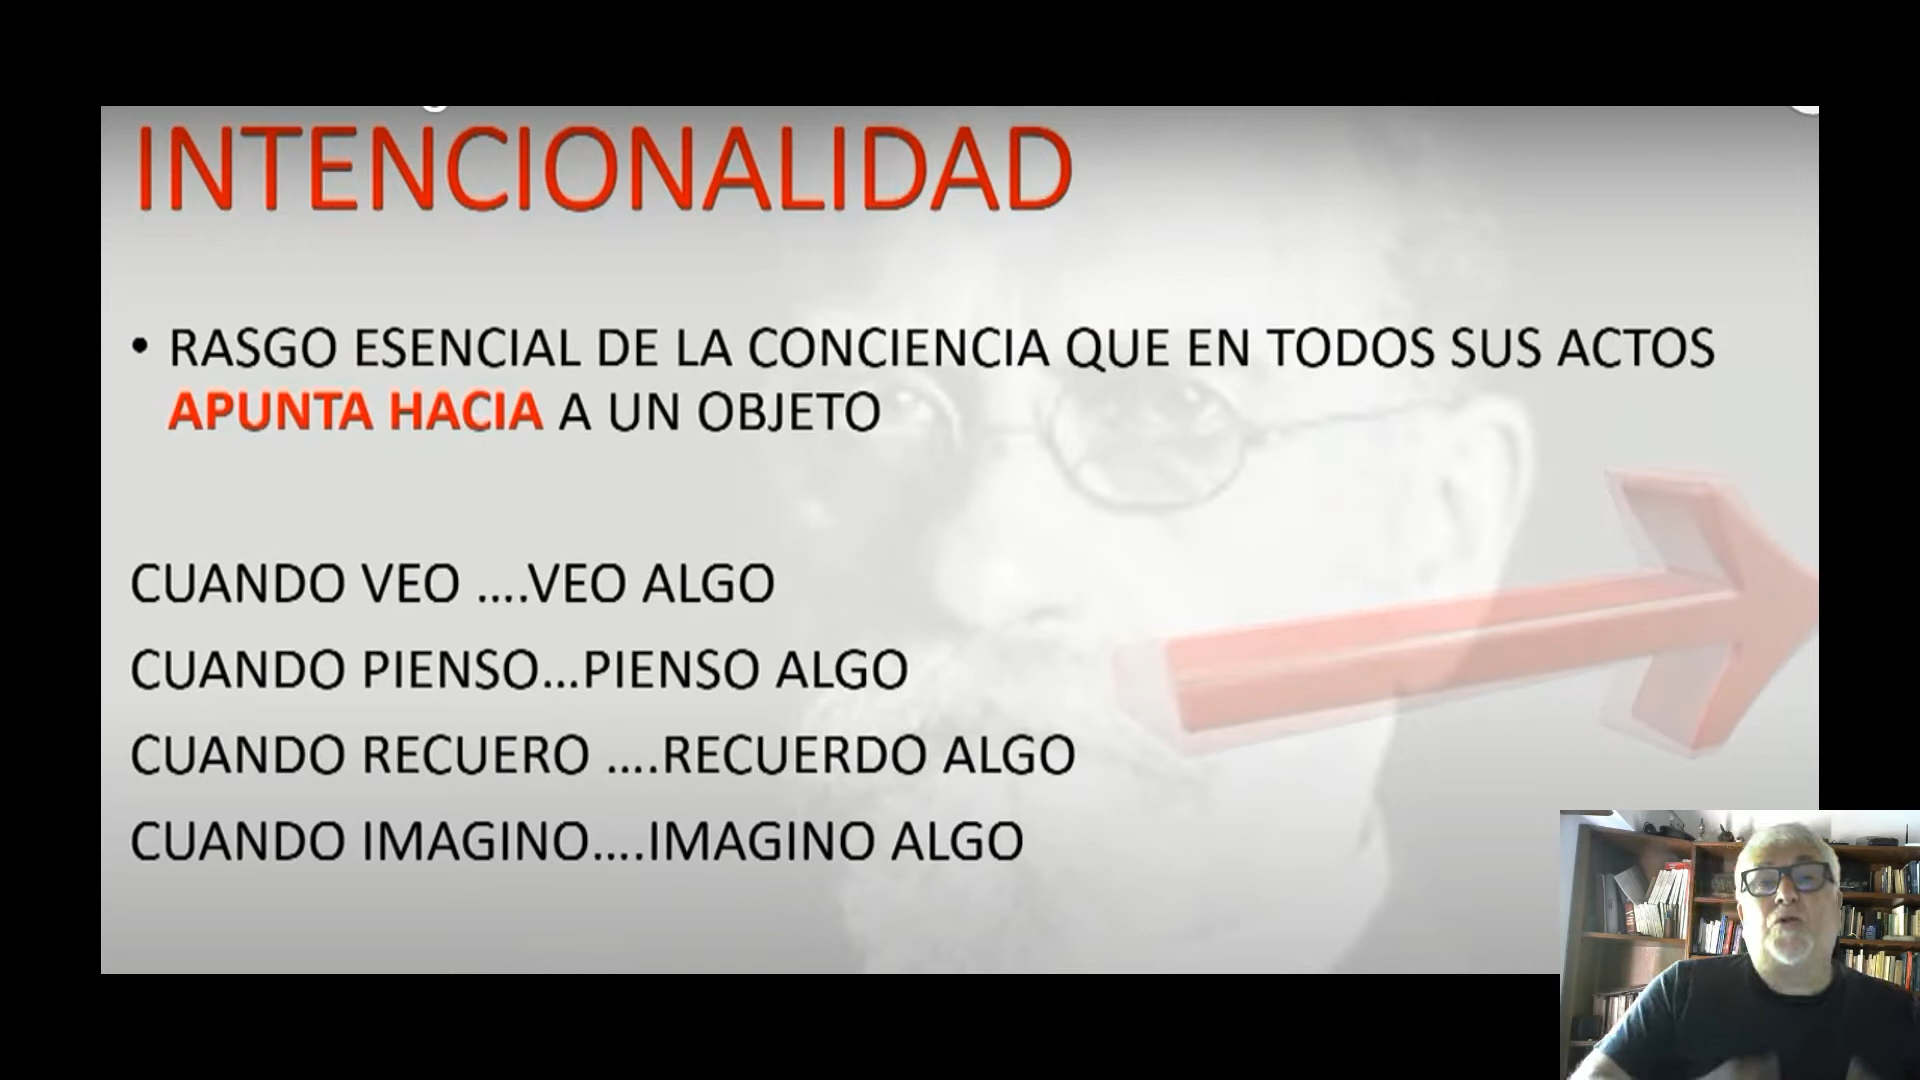 INTENCIONALIDAD
• RASGO ESENCIAL DE LA CONCIENCIA QUE EN TODOS SUS ACTOS
APUNTA HACIA A UN OBJETO
CUANDO VEO ....VEO ALGO
CUANDO PIENSO...PIENSO ALGO
CUANDO RECUERO ....RECUERDO ALGO
CUANDO IMAGINO....IMAGINO ALGO